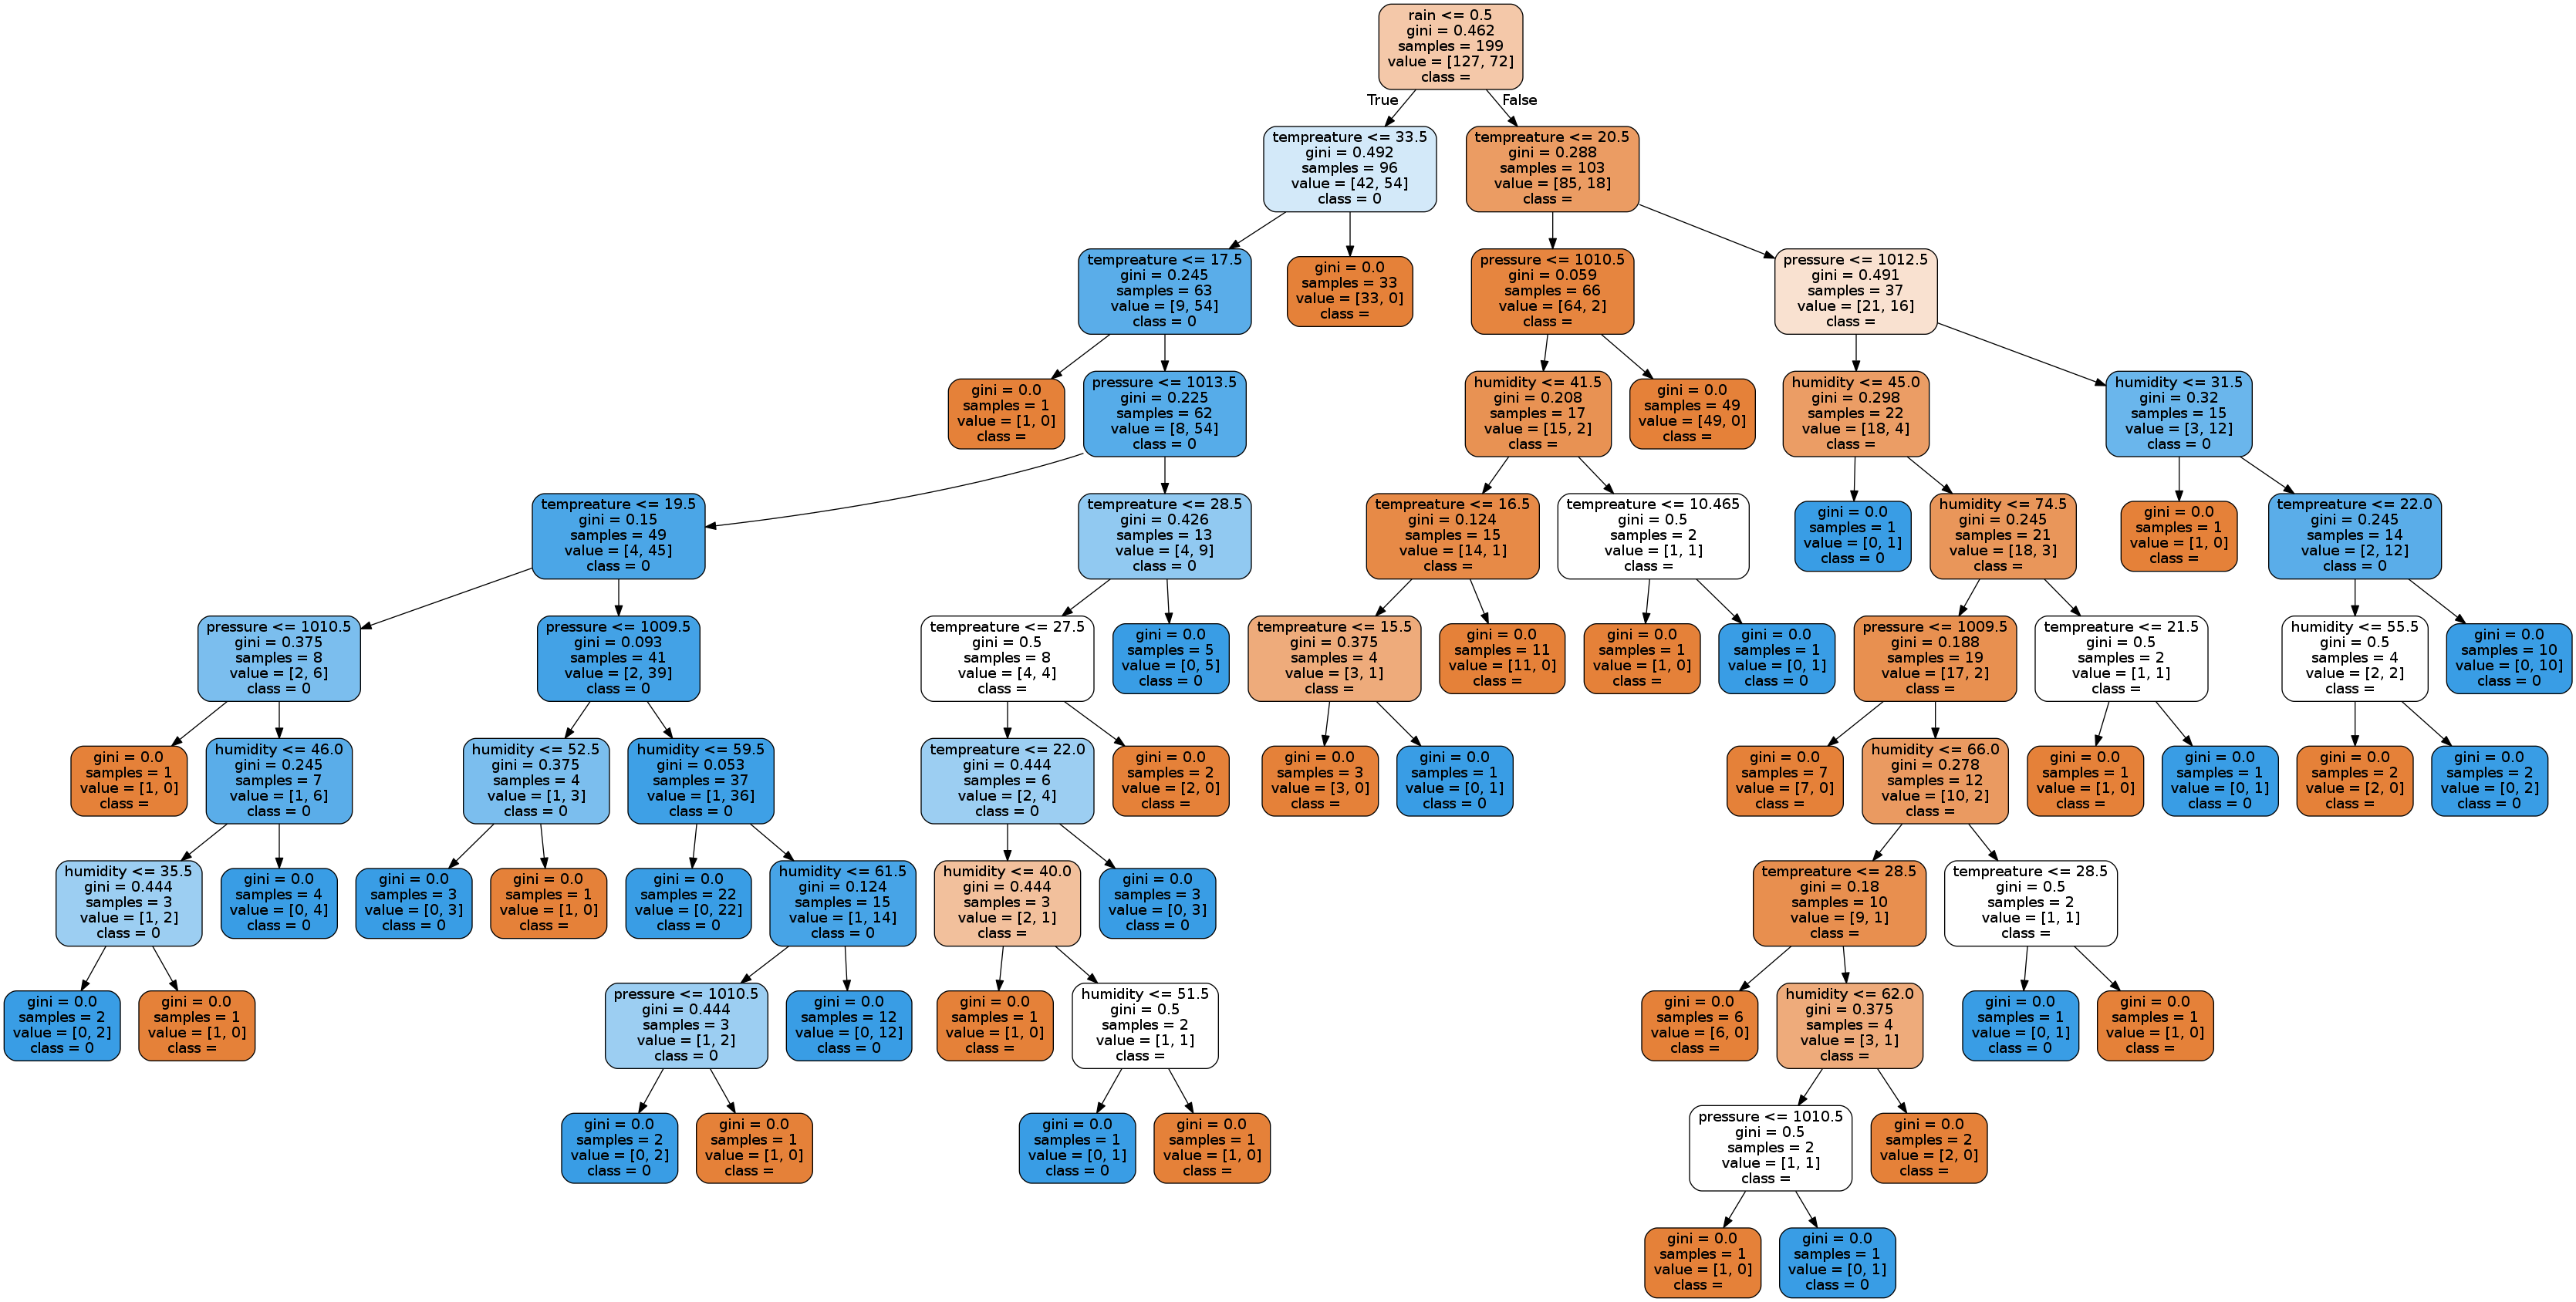 rain <= 0.5
gini = 0.462
samples = 199
value = [127, 72]
class =
True
False
tempreature <= 33.5
gini = 0.492
samples = 96
value = [42, 54]
class = 0
tempreature <= 20.5
gini = 0.288
samples = 103
value = [85, 18]
class =
tempreature <= 17.5
gini = 0.245
samples = 63
value = [9, 54]
class = 0
gini = 0.0
samples = 33
value = [33, 0]
class =
pressure <= 1010.5
gini = 0.059
samples = 66
value = [64, 2]
class =
pressure <= 1012.5
gini = 0.491
samples = 37
value = [21, 16]
class =
gini = 0.0
samples = 1
value = [1, 0]
class =
pressure <= 1013.5
gini = 0.225
samples = 62
value = [8, 54]
class = 0
humidity <= 41.5
gini = 0.208
samples = 17
value = [15, 2]
class =
gini = 0.0
samples = 49
value = [49, 0]
class =
humidity <= 45.0
gini = 0.298
samples = 22
value = [18, 4]
class =
humidity <= 31.5
gini = 0.32
samples = 15
value = [3, 12]
class = 0
tempreature <= 19.5
gini = 0.15
samples = 49
value = [4, 45]
class = 0
tempreature <= 28.5
gini = 0.426
samples = 13
value = [4, 9]
class = 0
tempreature <= 16.5
gini = 0.124
samples = 15
value = [14, 1]
class =
tempreature <= 10.465
gini = 0.5
samples = 2
value = [1, 1]
class =
gini = 0.0
samples = 1
value = [0, 1]
class = 0
humidity <= 74.5
gini = 0.245
samples = 21
value = [18, 3]
class =
gini = 0.0
samples = 1
value = [1, 0]
class =
tempreature <= 22.0
gini = 0.245
samples = 14
value = [2, 12]
class = 0
pressure <= 1010.5
gini = 0.375
samples = 8
value = [2, 6]
class = 0
pressure <= 1009.5
gini = 0.093
samples = 41
value = [2, 39]
class = 0
tempreature <= 27.5
gini = 0.5
samples = 8
value = [4, 4]
class =
gini = 0.0
samples = 5
value = [0, 5]
class = 0
tempreature <= 15.5
gini = 0.375
samples = 4
value = [3, 1]
class =
gini = 0.0
samples = 11
value = [11, 0]
class =
gini = 0.0
samples = 1
value = [1, 0]
class =
gini = 0.0
samples = 1
value = [0, 1]
class = 0
pressure <= 1009.5
gini = 0.188
samples = 19
value = [17, 2]
class =
tempreature <= 21.5
gini = 0.5
samples = 2
value = [1, 1]
class =
humidity <= 55.5
gini = 0.5
samples = 4
value = [2, 2]
class =
gini = 0.0
samples = 10
value = [0, 10]
class = 0
gini = 0.0
samples = 1
value = [1, 0]
class =
humidity <= 46.0
gini = 0.245
samples = 7
value = [1, 6]
class = 0
humidity <= 52.5
gini = 0.375
samples = 4
value = [1, 3]
class = 0
humidity <= 59.5
gini = 0.053
samples = 37
value = [1, 36]
class = 0
tempreature <= 22.0
gini = 0.444
samples = 6
value = [2, 4]
class = 0
gini = 0.0
samples = 2
value = [2, 0]
class =
gini = 0.0
samples = 3
value = [3, 0]
class =
gini = 0.0
samples = 1
value = [0, 1]
class = 0
gini = 0.0
samples = 7
value = [7, 0]
class =
humidity <= 66.0
gini = 0.278
samples = 12
value = [10, 2]
class =
gini = 0.0
samples = 1
value = [1, 0]
class =
gini = 0.0
samples = 1
value = [0, 1]
class = 0
gini = 0.0
samples = 2
value = [2, 0]
class =
gini = 0.0
samples = 2
value = [0, 2]
class = 0
humidity <= 35.5
gini = 0.444
samples = 3
value = [1, 2]
class = 0
gini = 0.0
samples = 4
value = [0, 4]
class = 0
gini = 0.0
samples = 3
value = [0, 3]
class = 0
gini = 0.0
samples = 1
value = [1, 0]
class =
gini = 0.0
samples = 22
value = [0, 22]
class = 0
humidity <= 61.5
gini = 0.124
samples = 15
value = [1, 14]
class = 0
humidity <= 40.0
gini = 0.444
samples = 3
value = [2, 1]
class =
gini = 0.0
samples = 3
value = [0, 3]
class = 0
tempreature <= 28.5
gini = 0.18
samples = 10
value = [9, 1]
class =
tempreature <= 28.5
gini = 0.5
samples = 2
value = [1, 1]
class =
gini = 0.0
samples = 2
value = [0, 2]
class = 0
gini = 0.0
samples = 1
value = [1, 0]
class =
pressure <= 1010.5
gini = 0.444
samples = 3
value = [1, 2]
class = 0
gini = 0.0
samples = 12
value = [0, 12]
class = 0
gini = 0.0
samples = 1
value = [1, 0]
class =
humidity <= 51.5
gini = 0.5
samples = 2
value = [1, 1]
class =
gini = 0.0
samples = 6
value = [6, 0]
class =
humidity <= 62.0
gini = 0.375
samples = 4
value = [3, 1]
class =
gini = 0.0
samples = 1
value = [0, 1]
class = 0
gini = 0.0
samples = 1
value = [1, 0]
class =
gini = 0.0
samples = 2
value = [0, 2]
class = 0
gini = 0.0
samples = 1
value = [1, 0]
class =
gini = 0.0
samples = 1
value = [0, 1]
class = 0
gini = 0.0
samples = 1
value = [1, 0]
class =
pressure <= 1010.5
gini = 0.5
samples = 2
value = [1, 1]
class =
gini = 0.0
samples = 2
value = [2, 0]
class =
gini = 0.0
samples = 1
value = [1, 0]
class =
gini = 0.0
samples = 1
value = [0, 1]
class = 0